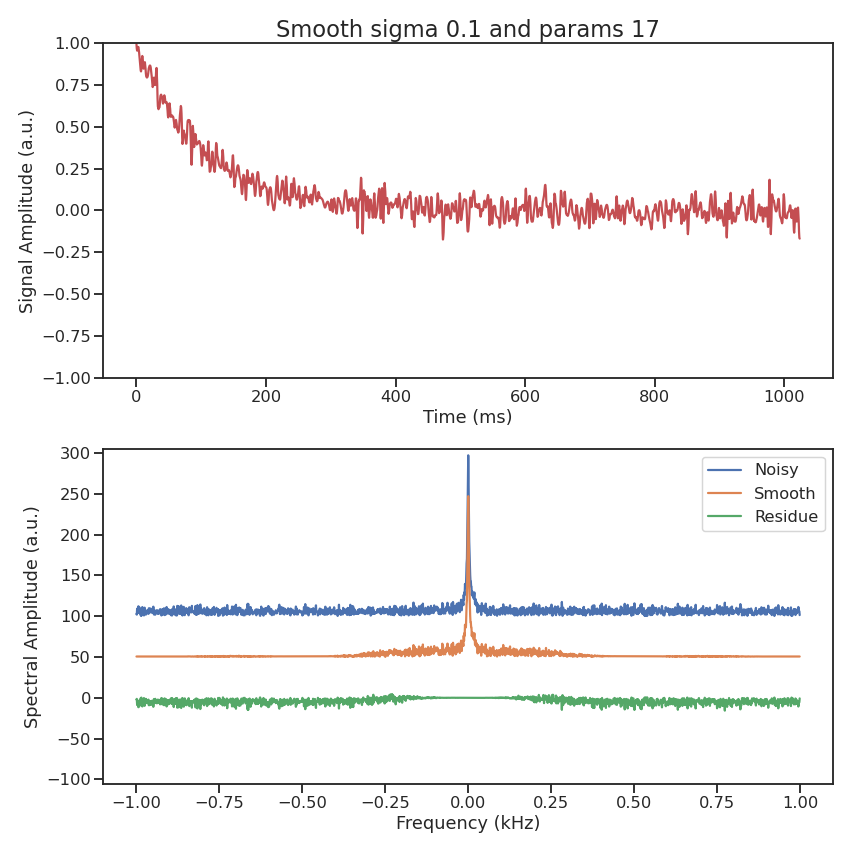 Smooth sigma 0.1 and params 17
1.00
0.75
0.50
0.25
0.00
−0.25
−0.50
−0.75
−1.00
Signal Amplitude (a.u.)
0 200 400 600 800 1000
Time (ms)
300
250
200
150
100
50
0
−50
−100
Spectral Amplitude (a.u.)
Noisy
Smooth
Residue
−1.00 −0.75 −0.50 −0.25 0.00 0.25 0.50 0.75 1.00
Frequency (kHz)